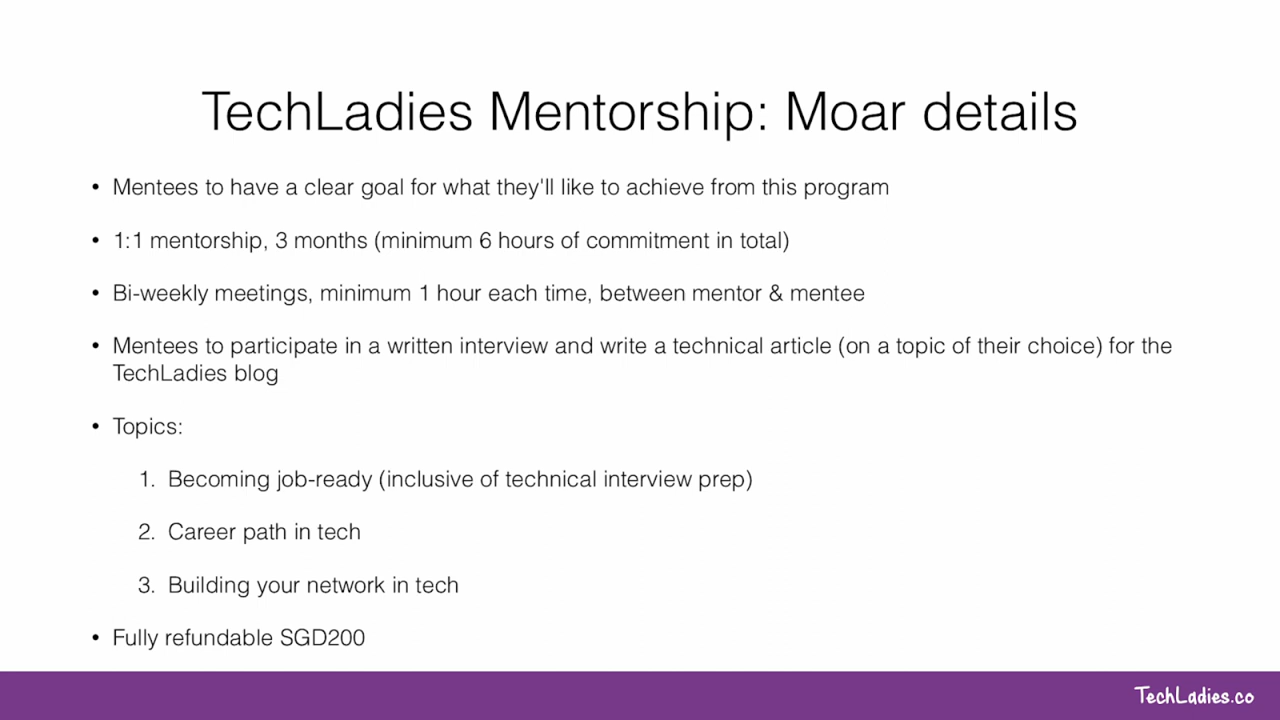 TechLadies Mentorship: Moar details
• Mentees to have a clear goal for what they'll like to achieve from this program
• 1:1 mentorship, 3 months (minimum 6 hours of commitment in total)
• Bi-weekly meetings, minimum 1 hour each time, between mentor & mentee
• Mentees to participate in a written interview and write a technical article (on a topic of their choice) for the
TechLadies blog
• Topics:
1. Becoming job-ready (inclusive of technical interview prep)
2. Career path in tech
3. Building your network in tech
• Fully refundable SGD200
TechLadies.co